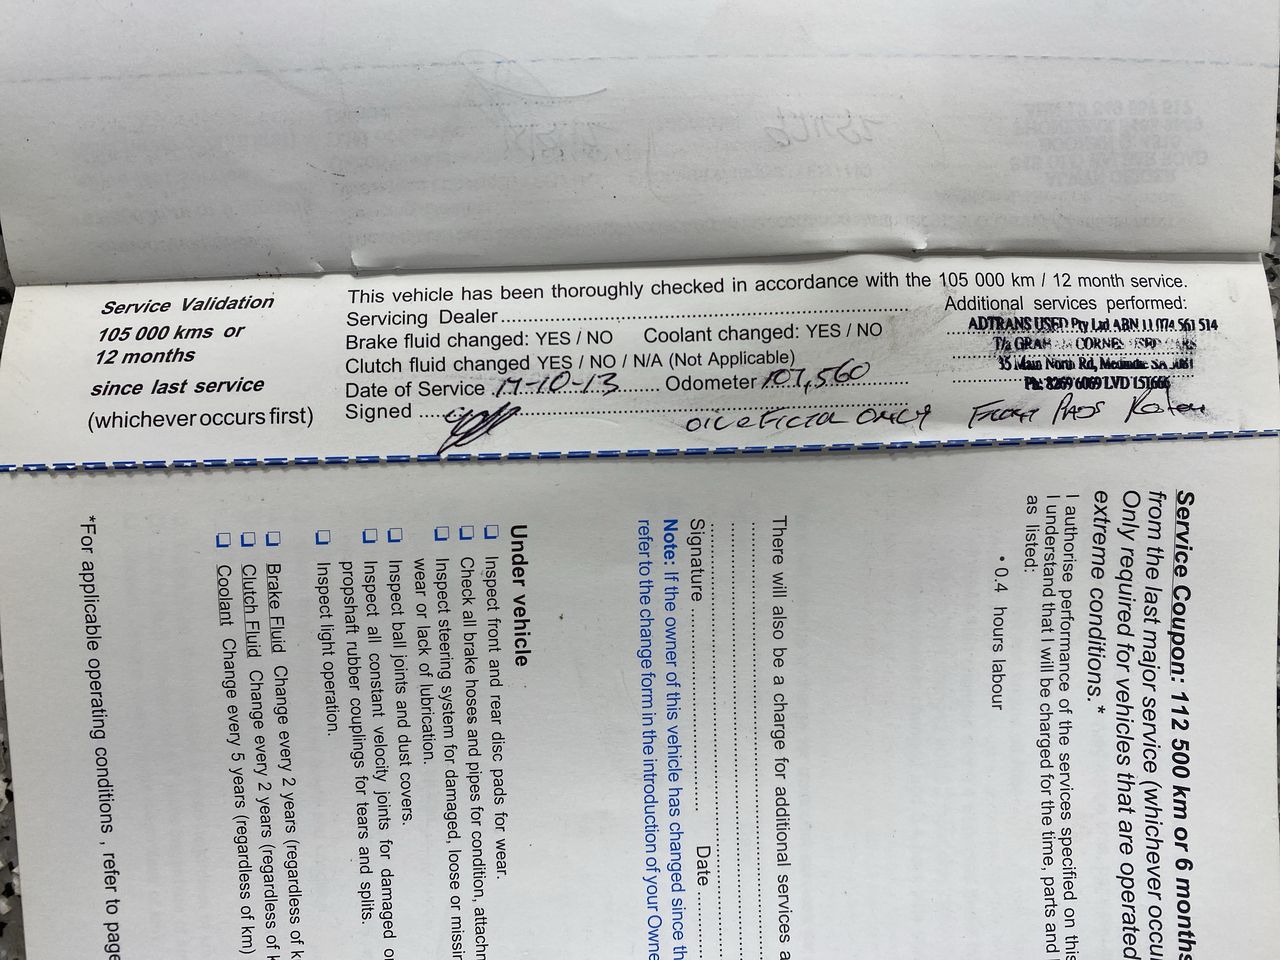 Service Validation
105 000 kms or
12 months
since last service
(whichever occurs first)
This vehicle has been thoroughly checked in accordance with the 105 000 km / 12 month service.
Servicing Dealer
Brake fluid changed: YES / NO Coolant changed: YES / NO
Clutch fluid changed YES / NO / N/A (Not Applicable)
Date of Service 17-10-13 Odometer 107,560
Signed
Additional services performed:
ADTRANS USED Pty Ltd ABN 11 074 561 514
T/a GRAHAM CORNES USED CARS
35 Main North Rd, Medindie SA 5081
Ph: 8269 6069 LVD 151666
OIL & FILTER ONLY FRONT PADS
Service Coupon: 112 500 km or 6 months
from the last major service (whichever occu
Only required for vehicles that are operated
extreme conditions.*
I authorise performance of the services specified on this
I understand that I will be charged for the time, parts and
as listed:
• 0.4 hours labour
There will also be a charge for additional services a
Signature Date
Note: If the owner of this vehicle has changed since th
refer to the change form in the introduction of your Owne
Under vehicle
Inspect front and rear disc pads for wear.
Check all brake hoses and pipes for condition, attachm
Inspect steering system for damaged, loose or missin
wear or lack of lubrication.
Inspect ball joints and dust covers.
Inspect all constant velocity joints for damaged o
propshaft rubber couplings for tears and splits.
Inspect light operation.
Brake Fluid Change every 2 years (regardless of k
Clutch Fluid Change every 2 years (regardless of k
Coolant Change every 5 years (regardless of km)
*For applicable operating conditions , refer to page